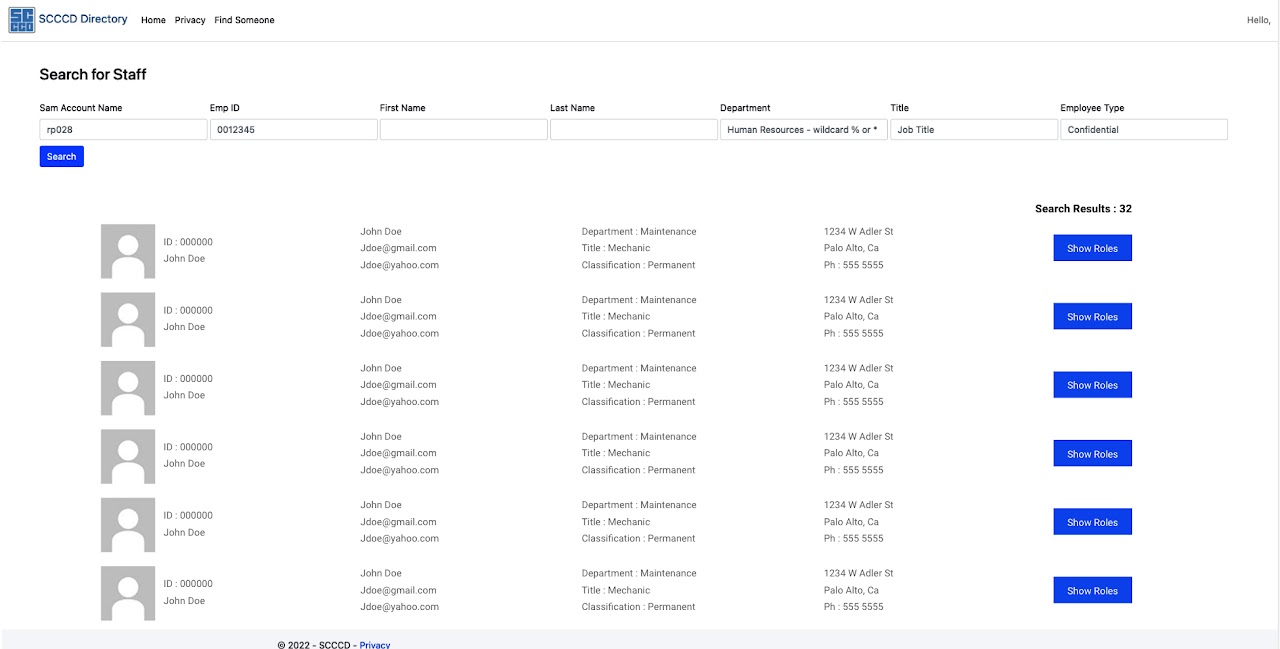 SC
CCD
SCCCD Directory Home Privacy Find Someone Hello,
Search for Staff
Sam Account Name Emp ID First Name Last Name Department Title Employee Type
rp028 0012345 Human Resources - wildcard % or * Job Title Confidential
Search
Search Results : 32
John Doe Department : Maintenance 1234 W Adler St
ID : 000000 Jdoe@gmail.com Title : Mechanic Palo Alto, Ca Show Roles
John Doe Jdoe@yahoo.com Classification : Permanent Ph : 555 5555
John Doe Department : Maintenance 1234 W Adler St
ID : 000000 Jdoe@gmail.com Title : Mechanic Palo Alto, Ca Show Roles
John Doe Jdoe@yahoo.com Classification : Permanent Ph : 555 5555
John Doe Department : Maintenance 1234 W Adler St
ID : 000000 Jdoe@gmail.com Title : Mechanic Palo Alto, Ca Show Roles
John Doe Jdoe@yahoo.com Classification : Permanent Ph : 555 5555
John Doe Department : Maintenance 1234 W Adler St
ID : 000000 Jdoe@gmail.com Title : Mechanic Palo Alto, Ca Show Roles
John Doe Jdoe@yahoo.com Classification : Permanent Ph : 555 5555
John Doe Department : Maintenance 1234 W Adler St
ID : 000000 Jdoe@gmail.com Title : Mechanic Palo Alto, Ca Show Roles
John Doe Jdoe@yahoo.com Classification : Permanent Ph : 555 5555
John Doe Department : Maintenance 1234 W Adler St
ID : 000000 Jdoe@gmail.com Title : Mechanic Palo Alto, Ca Show Roles
John Doe Jdoe@yahoo.com Classification : Permanent Ph : 555 5555
© 2022 - SCCCD - Privacy